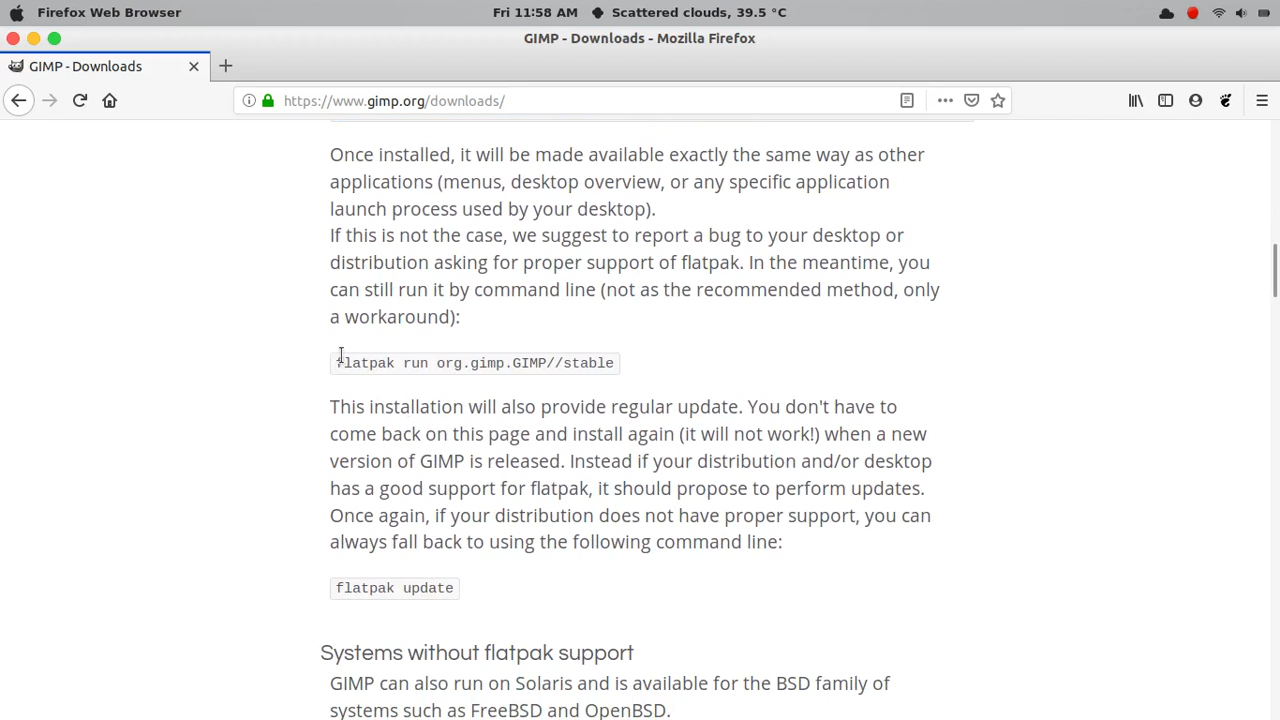 Firefox Web Browser
Fri 11:58 AM
Scattered clouds, 39.5 °C
GIMP - Downloads - Mozilla Firefox
GIMP - Downloads
https://www.gimp.org/downloads/
Once installed, it will be made available exactly the same way as other
applications (menus, desktop overview, or any specific application
launch process used by your desktop).
If this is not the case, we suggest to report a bug to your desktop or
distribution asking for proper support of flatpak. In the meantime, you
can still run it by command line (not as the recommended method, only
a workaround):
flatpak run org.gimp.GIMP//stable
This installation will also provide regular update. You don't have to
come back on this page and install again (it will not work!) when a new
version of GIMP is released. Instead if your distribution and/or desktop
has a good support for flatpak, it should propose to perform updates.
Once again, if your distribution does not have proper support, you can
always fall back to using the following command line:
flatpak update
Systems without flatpak support
GIMP can also run on Solaris and is available for the BSD family of
systems such as FreeBSD and OpenBSD.